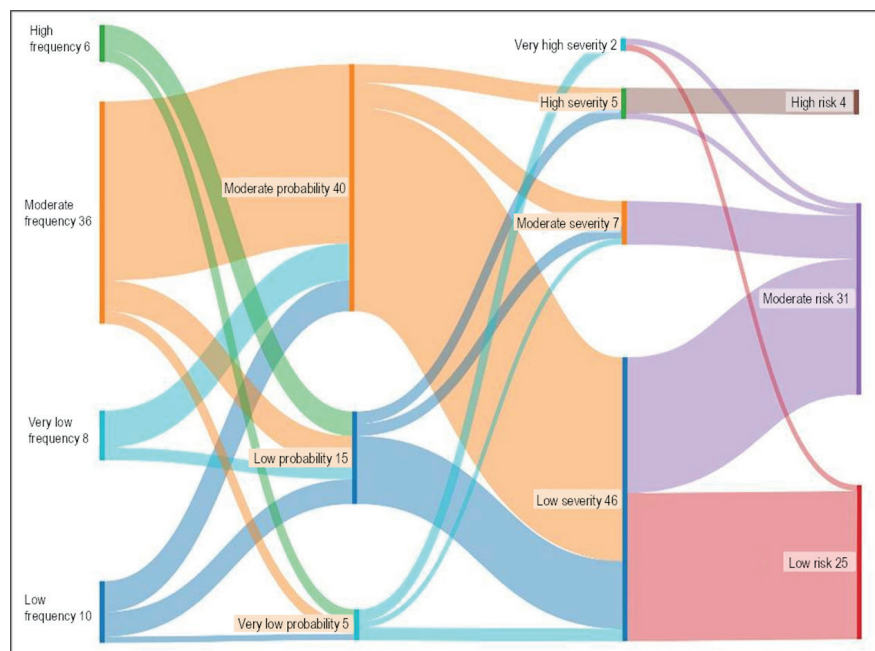 High
frequency 6
Moderate
frequency 36
Very low
frequency 8
Low
frequency 10
Moderate probability 40
Low probability 15
Very low probability 5
Very high severity 2
High severity 5
Moderate severity 7
Low severity 46
High risk 4
Moderate risk 31
Low risk 25